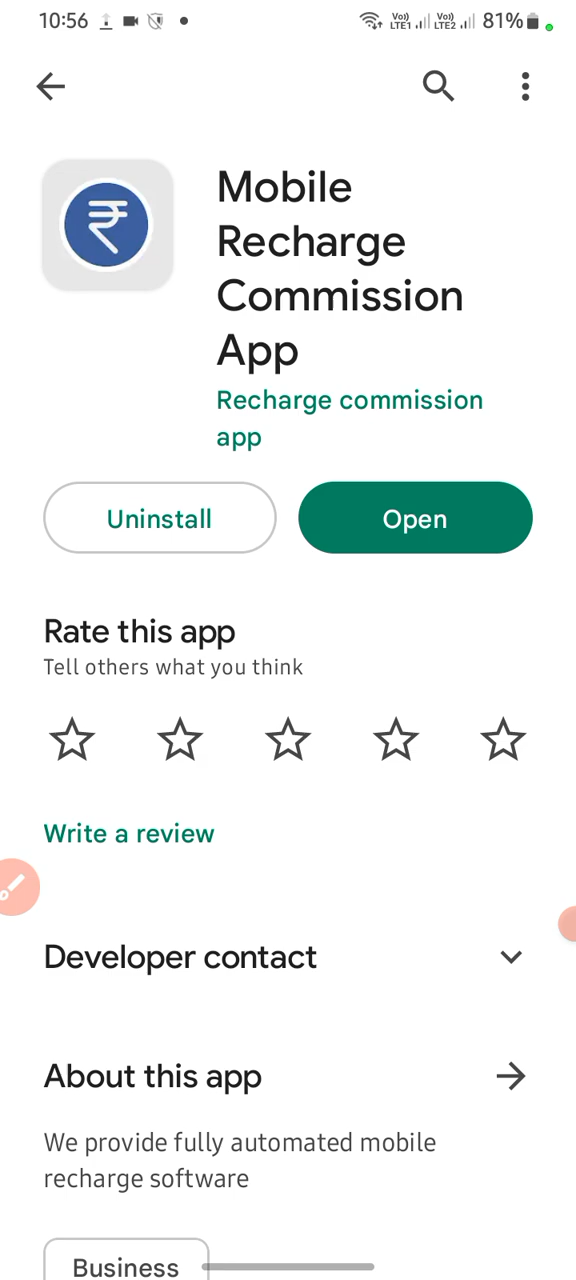 10:56
Vo)) LTE1 Vo)) LTE2 81%
Mobile
Recharge
Commission
App
Recharge commission
app
Uninstall
Open
Rate this app
Tell others what you think
Write a review
Developer contact
About this app
We provide fully automated mobile
recharge software
Business